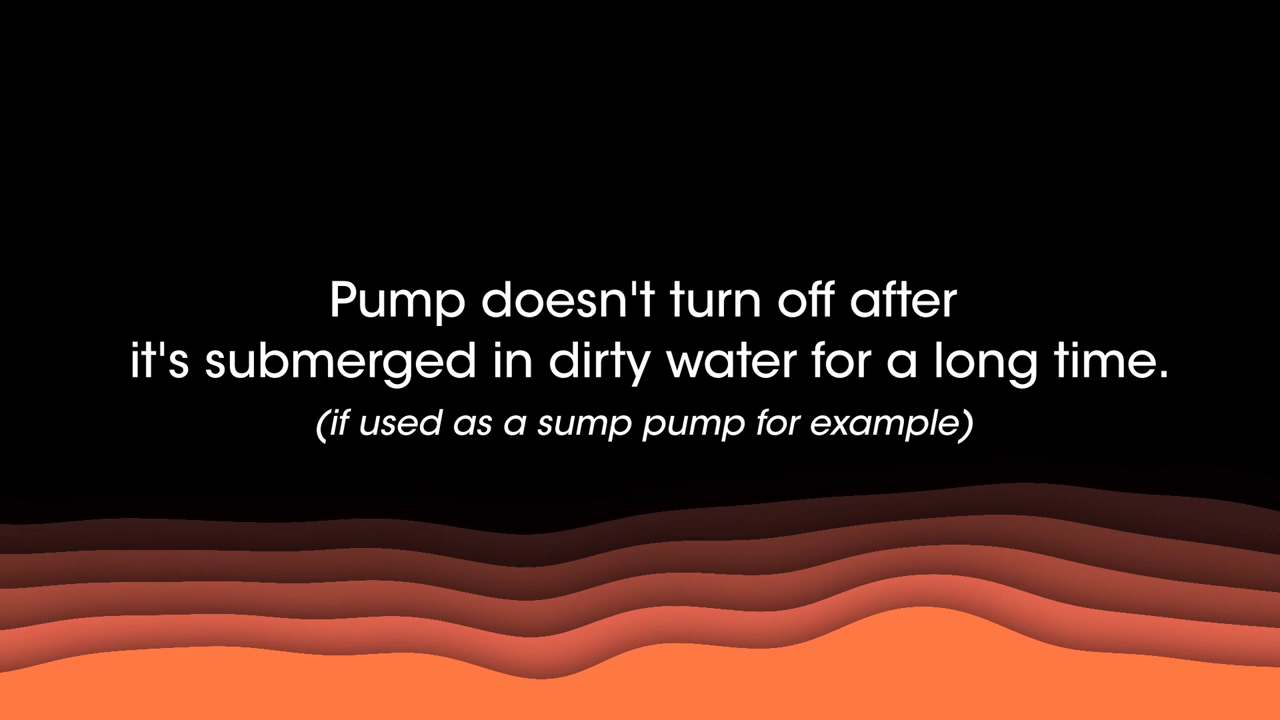 Pump doesn't turn off after
it's submerged in dirty water for a long time.
(if used as a sump pump for example)